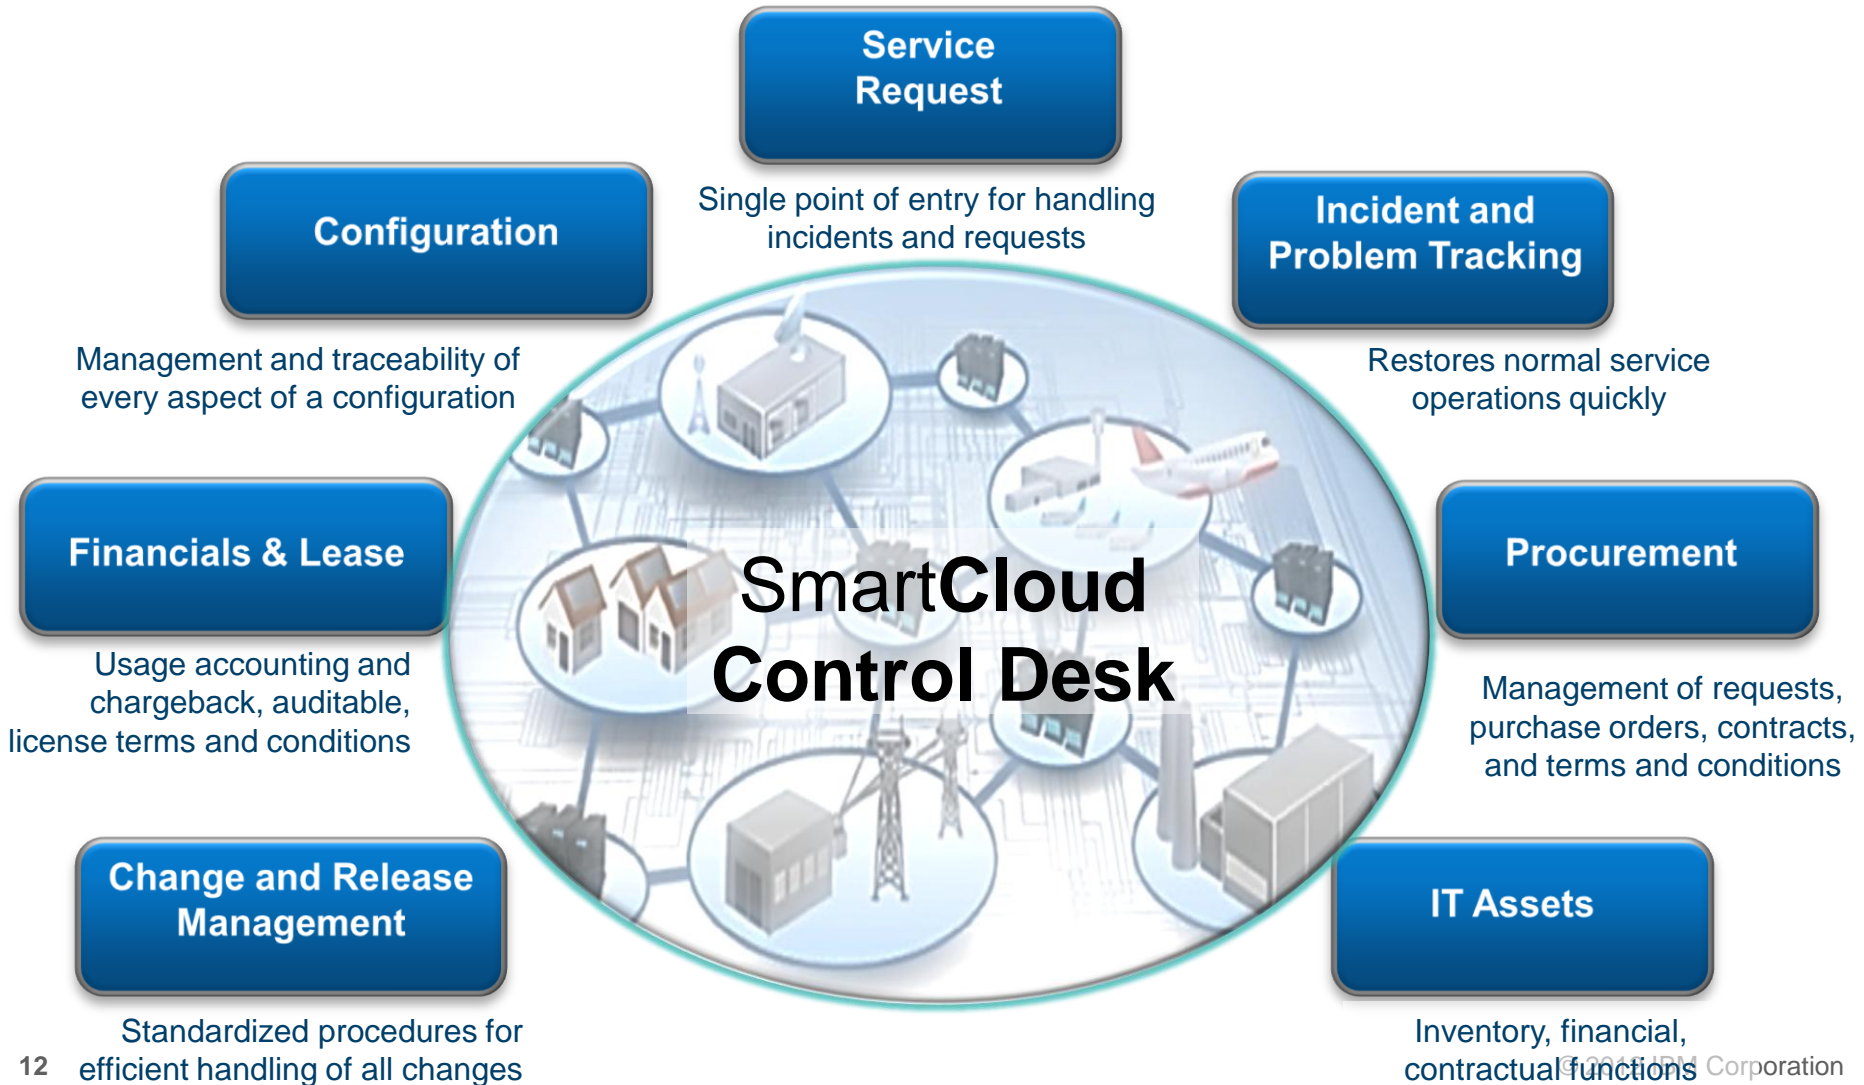 Service
Request
Single point of entry for handling
incidents and requests
Configuration
Management and traceability of
every aspect of a configuration
Incident and
Problem Tracking
Restores normal service
operations quickly
Financials & Lease
Usage accounting and
chargeback, auditable,
license terms and conditions
SmartCloud
Control Desk
Procurement
Management of requests,
purchase orders, contracts,
and terms and conditions
Change and Release
Management
Standardized procedures for
efficient handling of all changes
IT Assets
Inventory, financial,
contractual functions
12
© IBM Corporation